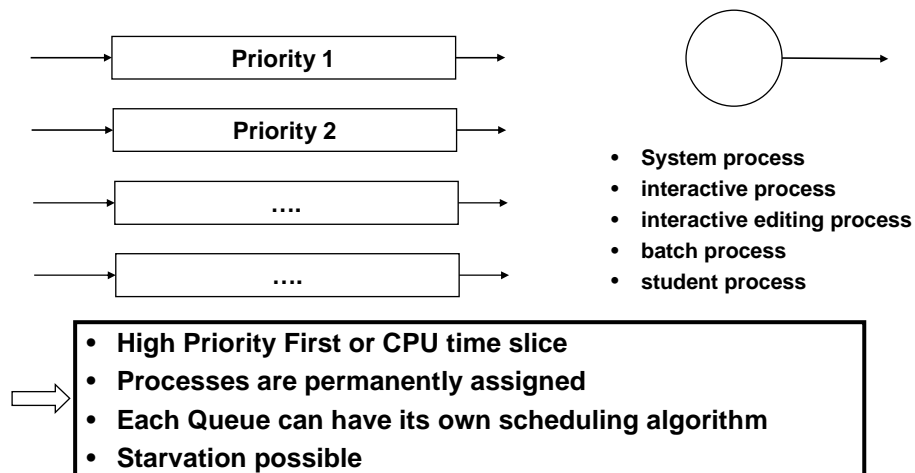 Priority 1
Priority 2
....
....
• System process
• interactive process
• interactive editing process
• batch process
• student process
• High Priority First or CPU time slice
• Processes are permanently assigned
• Each Queue can have its own scheduling algorithm
• Starvation possible